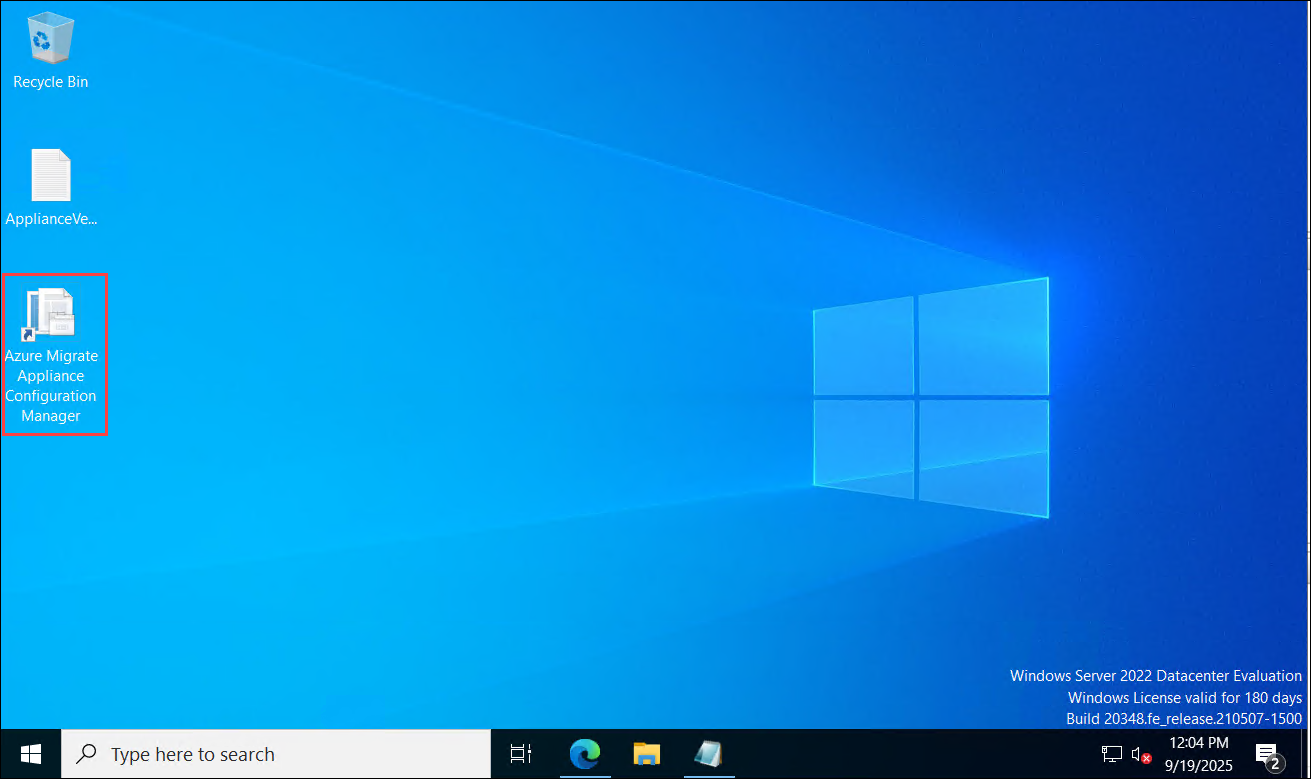 Recycle Bin
ApplianceVe...
Azure Migrate
Appliance
Configuration
Manager
Windows Server 2022 Datacenter Evaluation
Windows License valid for 180 days
Build 20348.fe_release.210507-1500
Type here to search
12:04 PM
9/19/2025
2